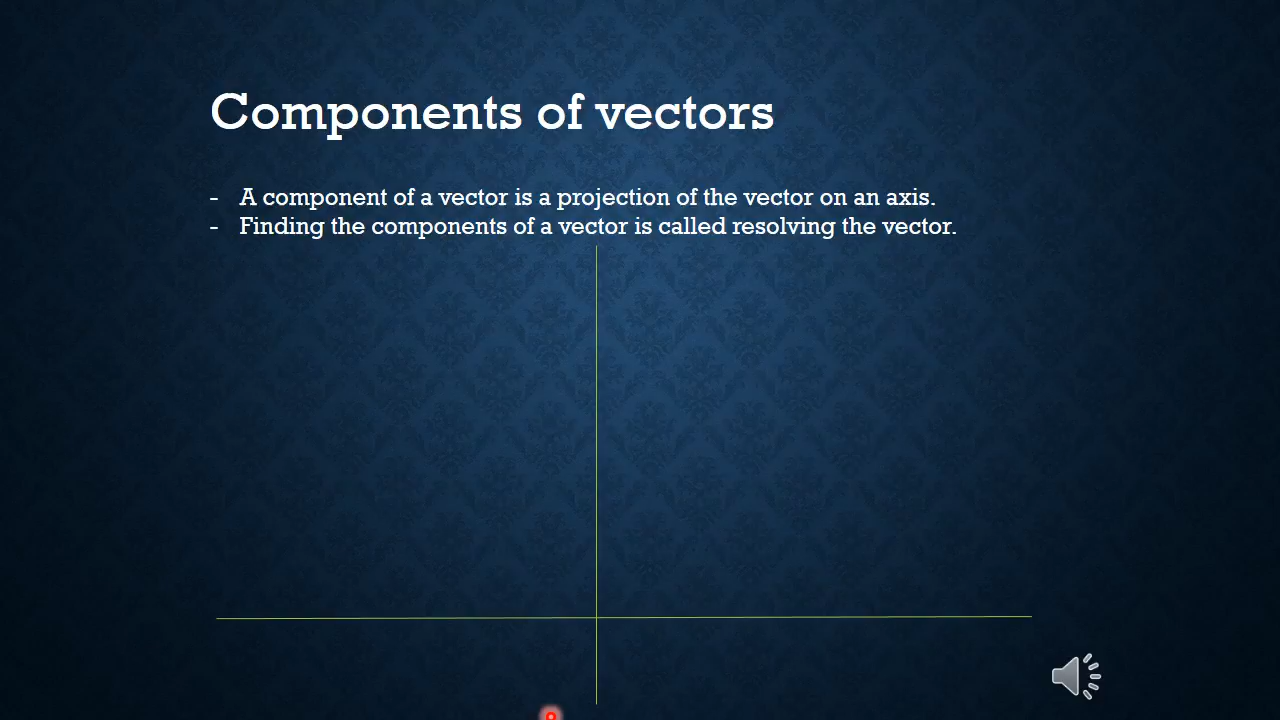 Components of vectors
- A component of a vector is a projection of the vector on an axis.
- Finding the components of a vector is called resolving the vector.